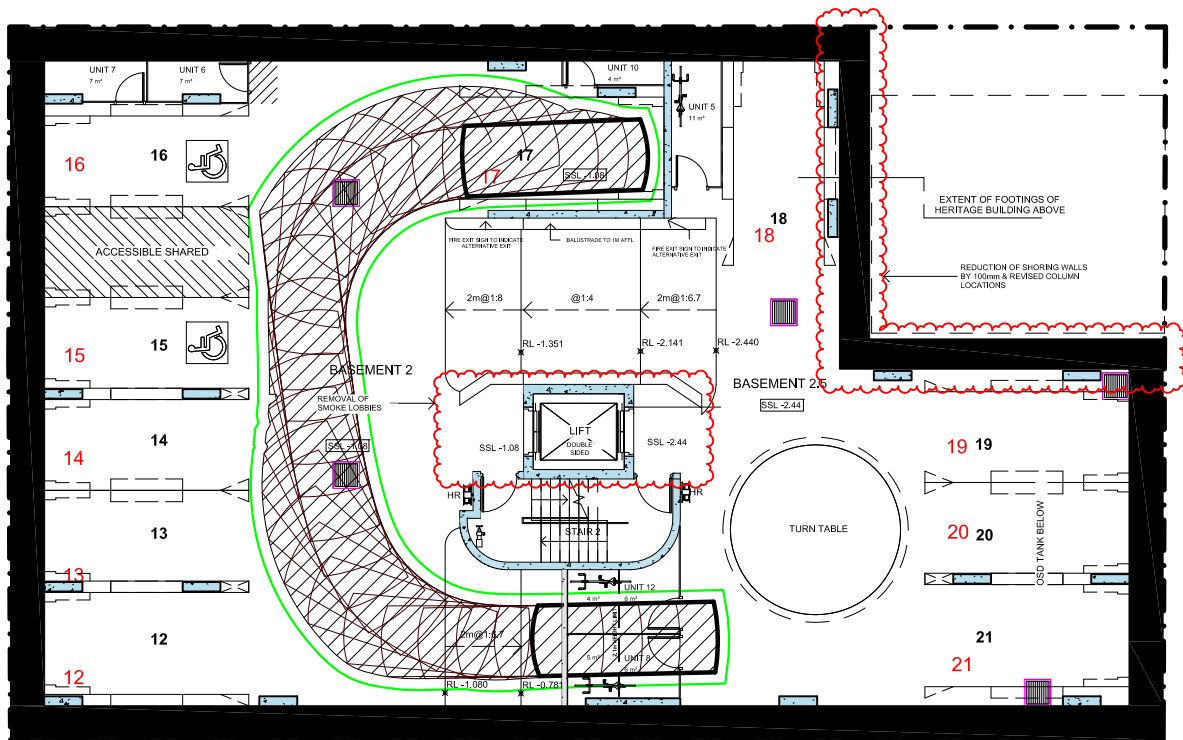 UNIT 7
7 m²
UNIT 6
7 m²
UNIT 10
4 m²
UNIT 5
11 m²
16
16
17
17
SSL -1.08
18
18
EXTENT OF FOOTINGS OF
HERITAGE BUILDING ABOVE
ACCESSIBLE SHARED
FIRE EXIT SIGN TO INDICATE
ALTERNATIVE EXIT
BALUSTRADE TO 1M AFFL
FIRE EXIT SIGN TO INDICATE
ALTERNATIVE EXIT
REDUCTION OF SHORING WALLS
BY 100mm & REVISED COLUMN
LOCATIONS
2m@1:8
@1:4
2m@1:6.7
15
15
RL -1.351
RL -2.141
RL -2.440
BASEMENT 2
BASEMENT 2.5
SSL -2.44
REMOVAL OF
SMOKE LOBBIES
LIFT
DOUBLE
SIDED
SSL -1.08
SSL -2.44
14
14
SSL -1.08
19
19
HR
HR
STAIR 2
TURN TABLE
OSD TANK BELOW
13
13
20
20
UNIT 12
4 m²
6 m²
12
12
2m@1:6.7
5 m²
UNIT 8
6 m²
21
21
RL -1.080
RL -0.781